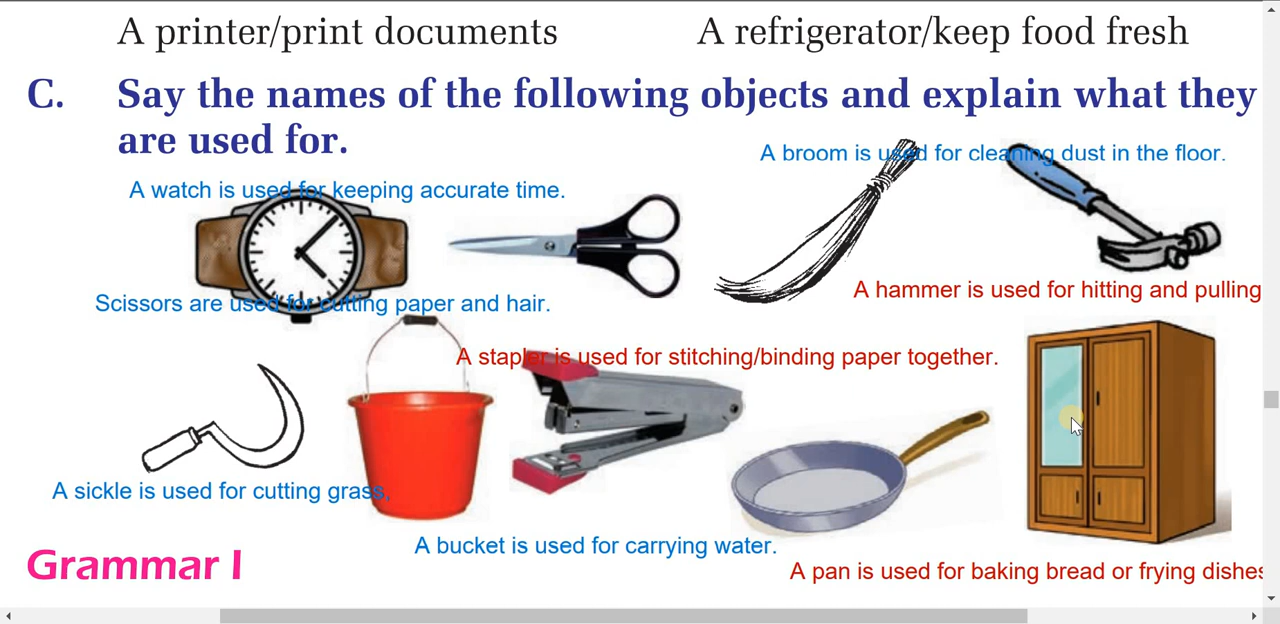 A printer/print documents
A refrigerator/keep food fresh
C. Say the names of the following objects and explain what they
are used for.
A broom is used for cleaning dust in the floor.
A watch is used for keeping accurate time.
A hammer is used for hitting and pulling
Scissors are used for cutting paper and hair.
A stapler is used for stitching/binding paper together.
A sickle is used for cutting grass,
A bucket is used for carrying water.
Grammar I
A pan is used for baking bread or frying dishes